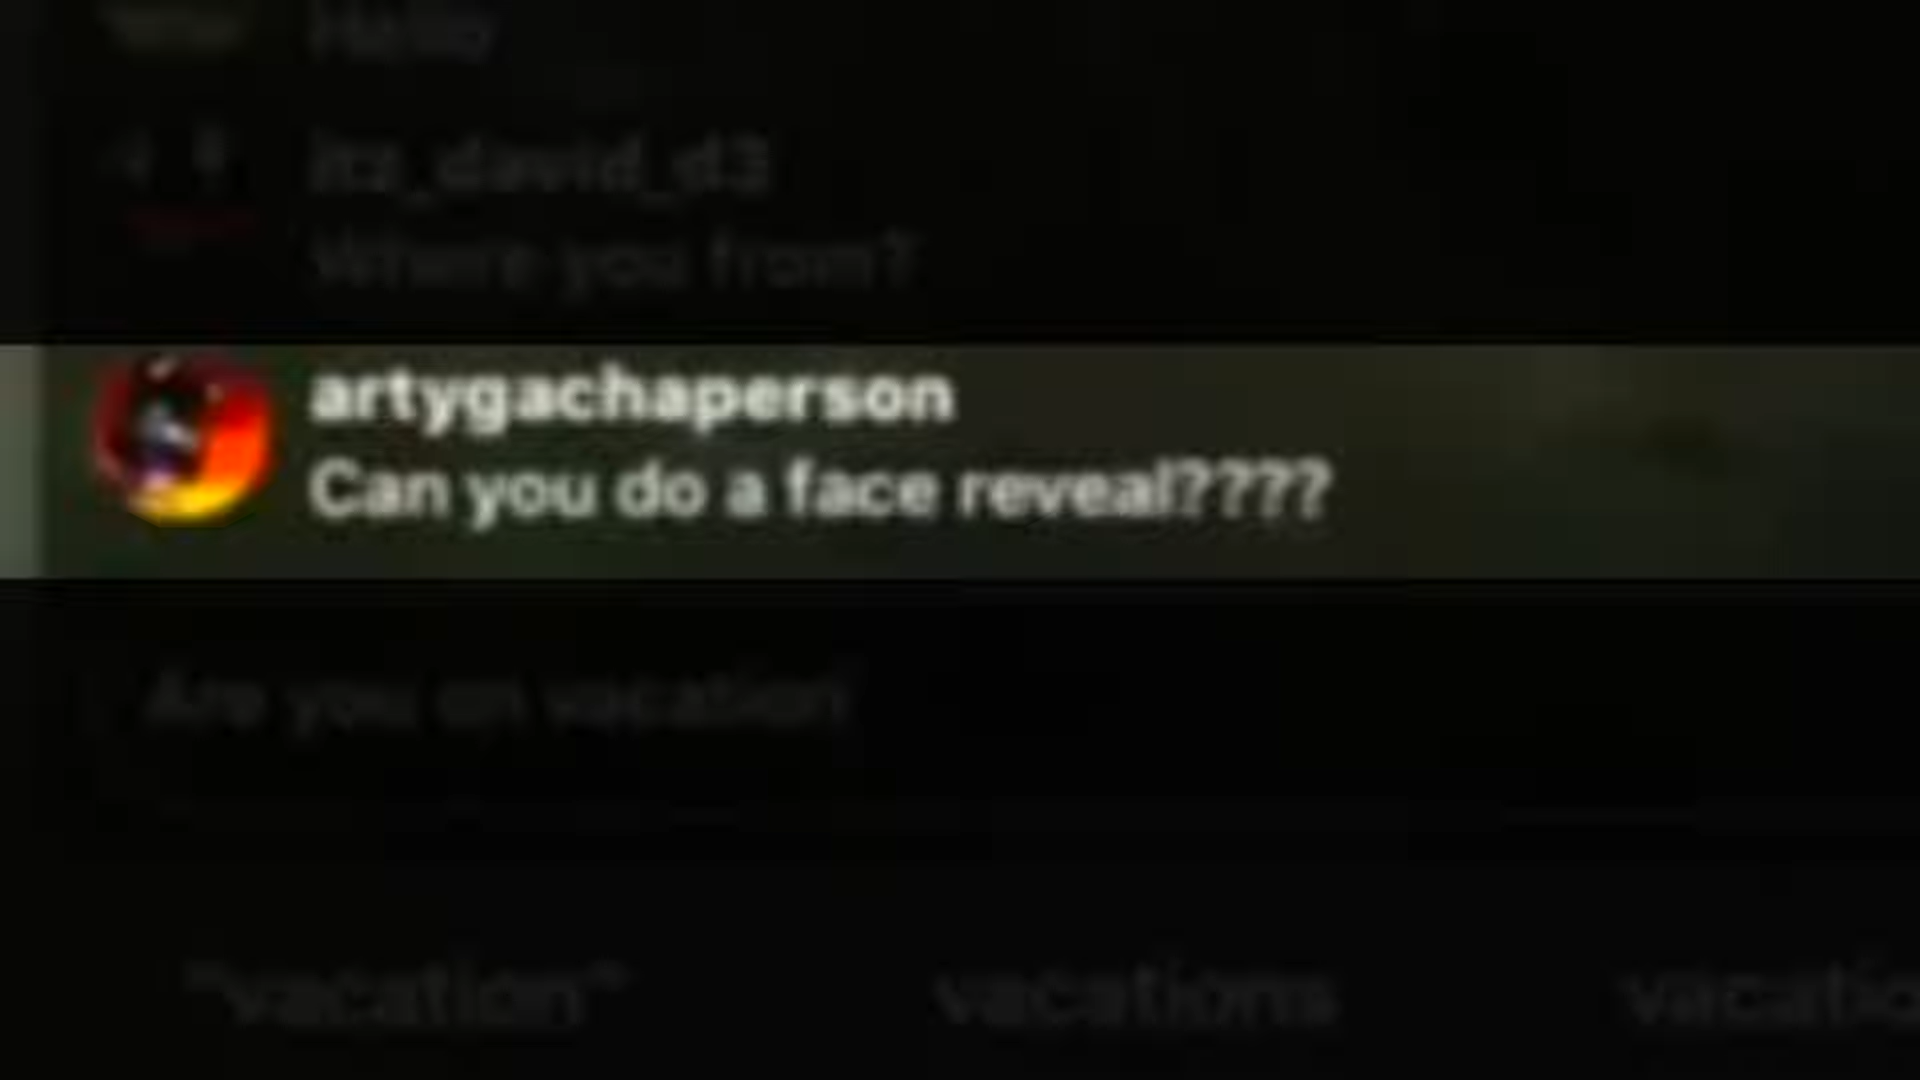 Hello
itz_david_d3
Where you from?
artygachaperson
Can you do a face reveal????
Are you on vacation
"vacation" vacations vacatio